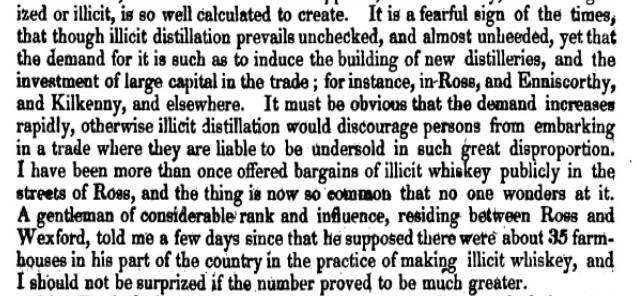 ized or illicit, is so well calculated to create. It is a fearful sign of the times,
that though illicit distillation prevails unchecked, and almost unheeded, yet that
the demand for it is such as to induce the building of new distilleries, and the
investment of large capital in the trade ; for instance, in Ross, and Enniscorthy,
and Kilkenny, and elsewhere. It must be obvious that the demand increases
rapidly, otherwise illicit distillation would discourage persons from embarking
in a trade where they are liable to be undersold in such great disproportion.
I have been more than once offered bargains of illicit whiskey publicly in the
streets of Ross, and the thing is now so common that no one wonders at it.
A gentleman of considerable rank and influence, residing between Ross and
Wexford, told me a few days since that he supposed there were about 35 farm-
houses in his part of the country in the practice of making illicit whiskey, and
I should not be surprized if the number proved to be much greater.